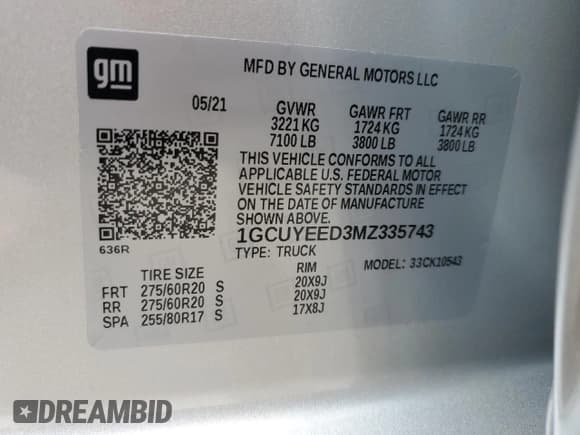 gm
MFD BY GENERAL MOTORS LLC
05/21 GVWR GAWR FRT GAWR RR
3221 KG 1724 KG 1724 KG
7100 LB 3800 LB 3800 LB
THIS VEHICLE CONFORMS TO ALL
APPLICABLE U.S. FEDERAL MOTOR
VEHICLE SAFETY STANDARDS IN EFFECT
ON THE DATE OF MANUFACTURE
SHOWN ABOVE.
636R
1GCUYEED3MZ335743
TYPE: TRUCK MODEL: 33CK10543
TIRE SIZE RIM
FRT 275/60R20 S 20X9J
RR 275/60R20 S 20X9J
SPA 255/80R17 S 17X8J
DREAMBID